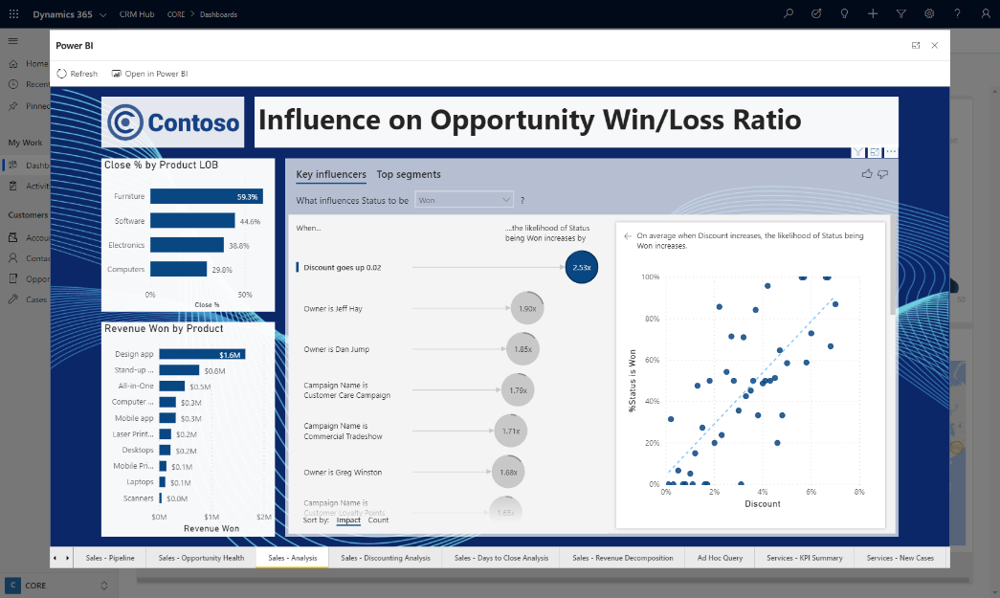 Dynamics 365
CRM Hub
CORE
Dashboards
Power BI
Refresh
Open in Power BI
Home
Recent
Pinned
My Work
Dashb
Activit
Customers
Accou
Contac
Oppor
Cases
CORE
C
Contoso
Influence on Opportunity Win/Loss Ratio
Close % by Product LOB
Furniture 59.3%
Software 44.6%
Electronics 38.8%
Computers 29.8%
0% 50%
Close %
Revenue Won by Product
Design app $1.6M
Stand-up ... $0.8M
All-in-One $0.5M
Computer ... $0.3M
Mobile app $0.3M
Laser Print... $0.2M
Desktops $0.2M
Mobile Pri... $0.1M
Laptops $0.1M
Scanners $0.0M
$0M $1M $2M
Revenue Won
Key influencers Top segments
What influences Status to be Won ?
When...
....the likelihood of Status
being Won increases by
Discount goes up 0.02 2.53x
Owner is Jeff Hay 1.90x
Owner is Dan Jump 1.85x
Campaign Name is
Customer Care Campaign
1.79x
Campaign Name is
Commercial Tradeshow
1.71x
Owner is Greg Winston 1.68x
Campaign Name is
Customer Loyalty Points
1.65x
Sort by: Impact Count
On average when Discount increases, the likelihood of Status being
Won increases.
100%
80%
60%
40%
20%
0%
%Status is Won
0% 2% 4% 6% 8%
Discount
Sales - Pipeline
Sales - Opportunity Health
Sales - Analysis
Sales - Discounting Analysis
Sales - Days to Close Analysis
Sales - Revenue Decomposition
Ad Hoc Query
Services - KPI Summary
Services - New Cases